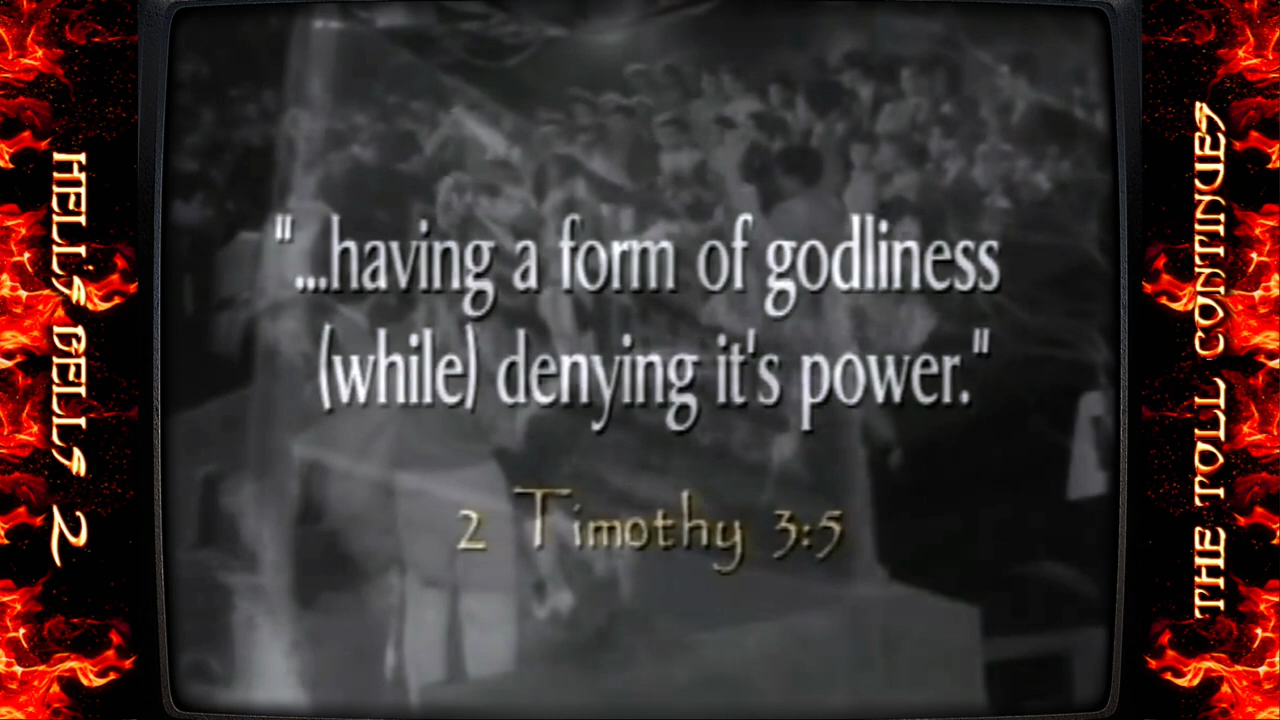 HELL'S BELLS 2
"...having a form of godliness
(while) denying it's power."
2 Timothy 3:5
THE TOLL CONTINUES